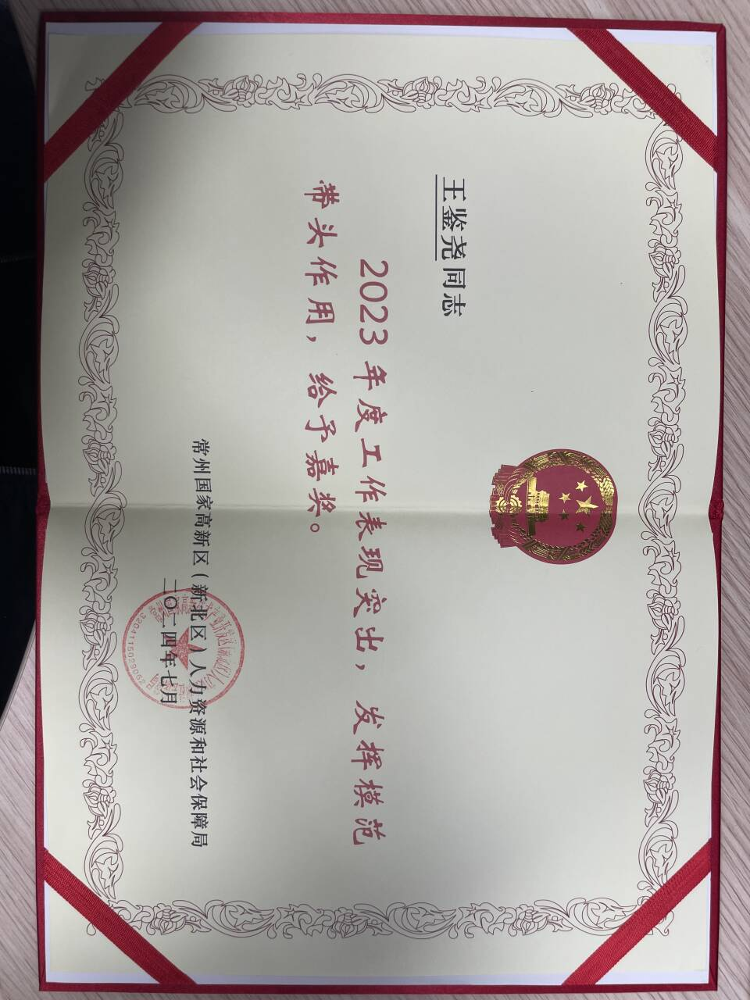 王鉴尧同志
2023年度工作表现突出，发挥模范
带头作用，给予嘉奖。
常州国家高新区（新北区）人力资源和社会保障局
二〇二四年七月
3204115029062